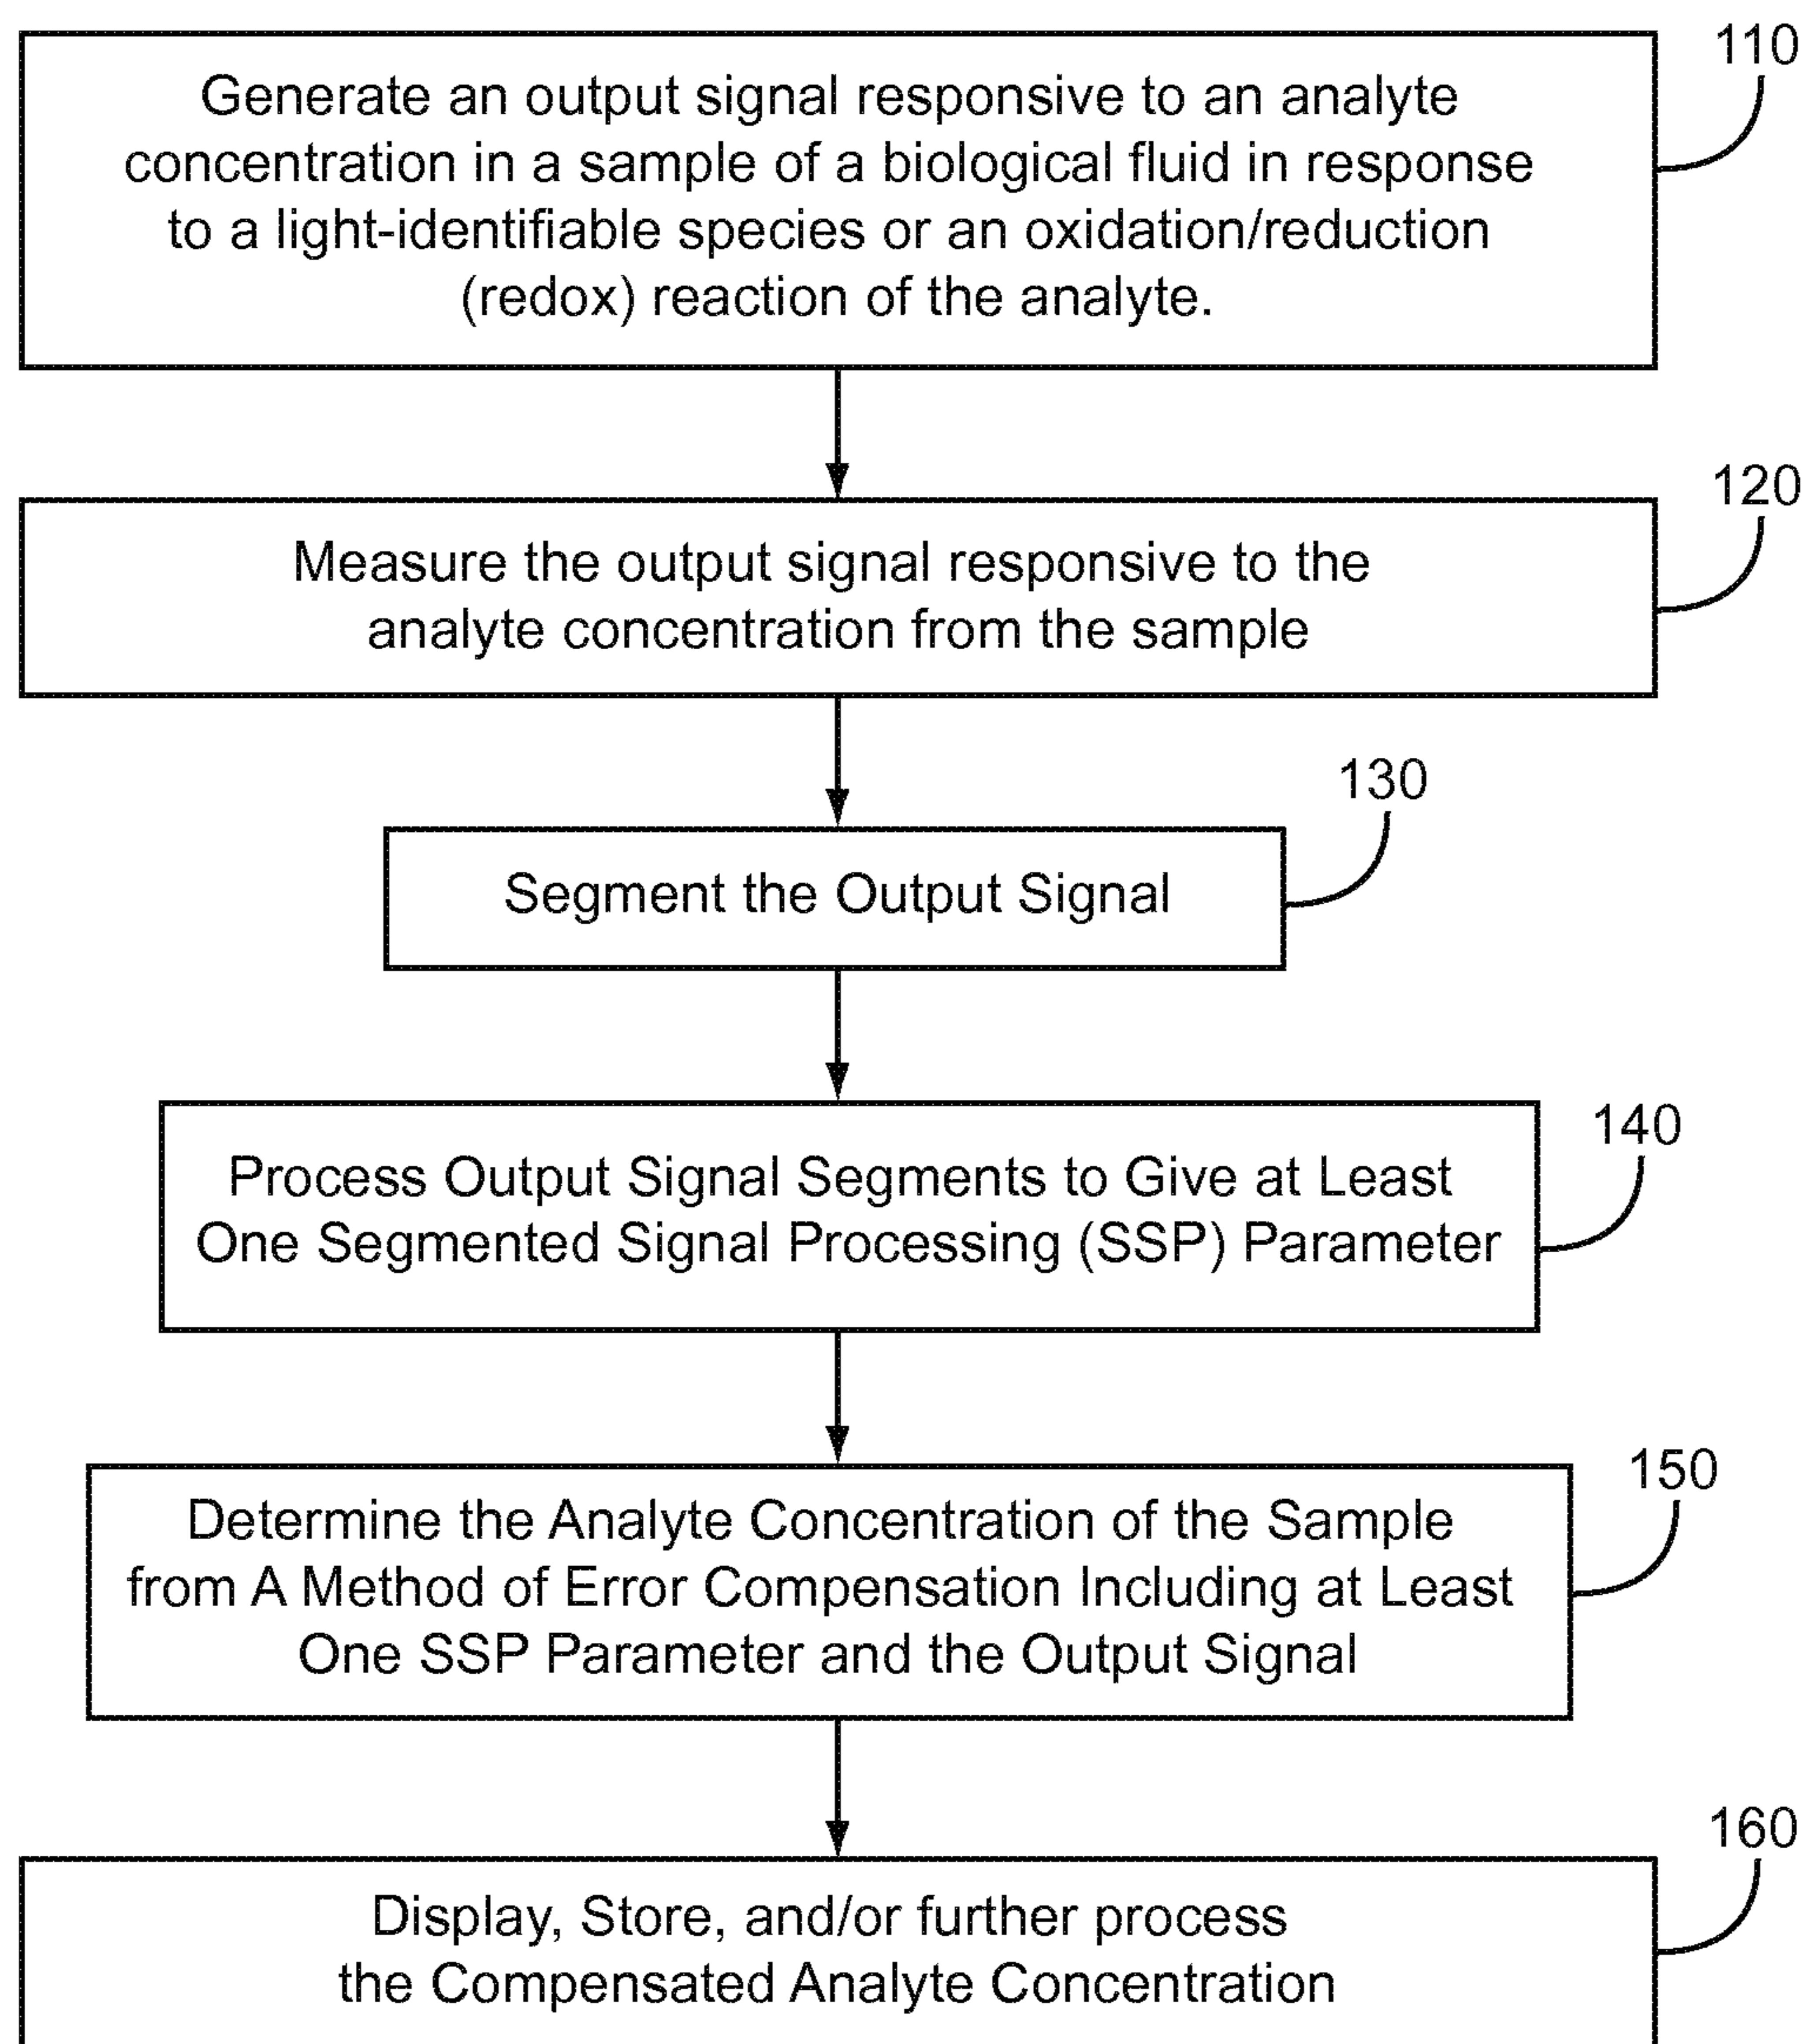 110
Generate an output signal responsive to an analyte
concentration in a sample of a biological fluid in response
to a light-identifiable species or an oxidation/reduction
(redox) reaction of the analyte.
120
Measure the output signal responsive to the
analyte concentration from the sample
130
Segment the Output Signal
140
Process Output Signal Segments to Give at Least
One Segmented Signal Processing (SSP) Parameter
150
Determine the Analyte Concentration of the Sample
from A Method of Error Compensation Including at Least
One SSP Parameter and the Output Signal
160
Display, Store, and/or further process
the Compensated Analyte Concentration